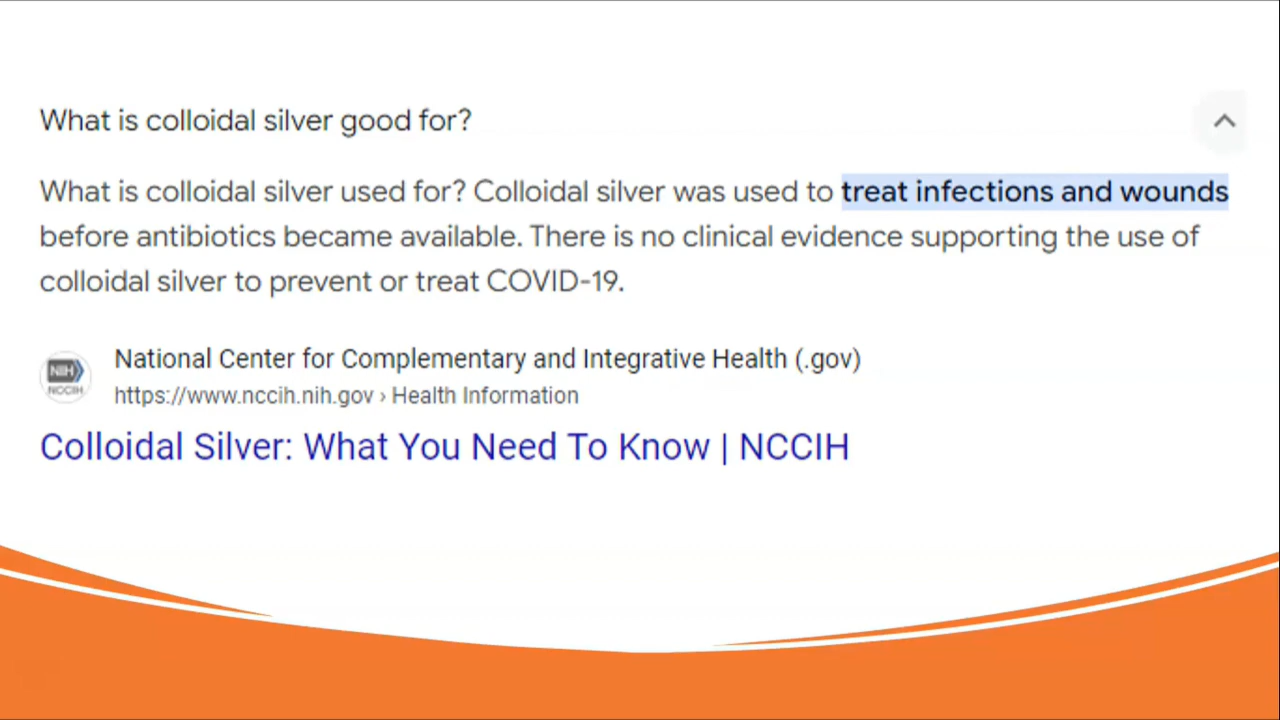 What is colloidal silver good for?
What is colloidal silver used for? Colloidal silver was used to treat infections and wounds
before antibiotics became available. There is no clinical evidence supporting the use of
colloidal silver to prevent or treat COVID-19.
National Center for Complementary and Integrative Health (.gov)
NIH
NCCIH
https://www.nccih.nih.gov › Health Information
Colloidal Silver: What You Need To Know | NCCIH